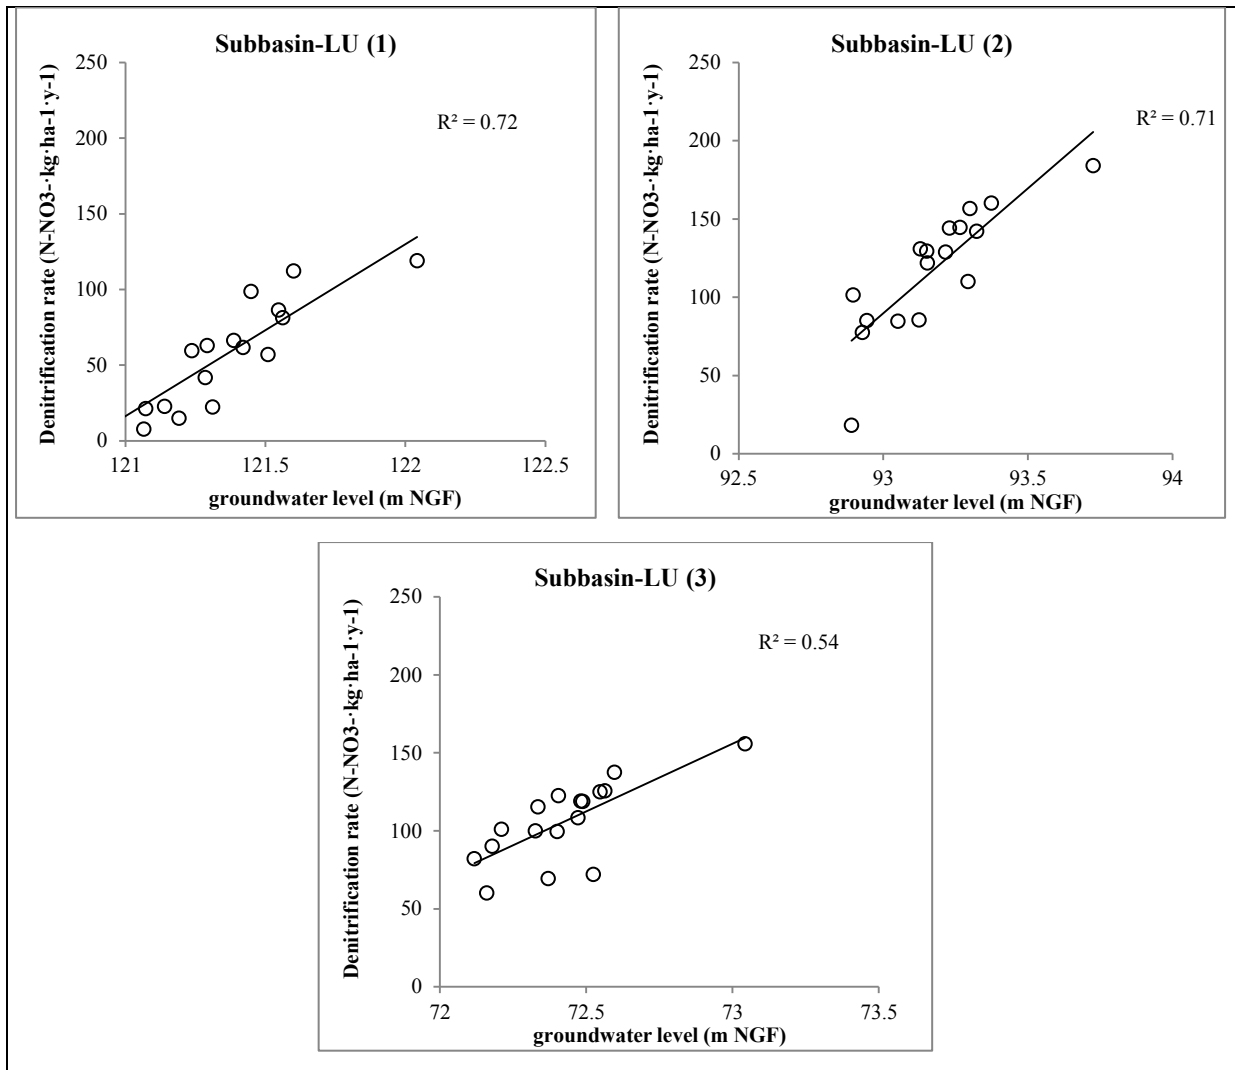 Subbasin-LU (1)
Denitrification rate (N-NO3-·kg·ha-1·y-1)
250
200
150
100
50
0
R² = 0.72
121
121.5
122
122.5
groundwater level (m NGF)
Subbasin-LU (2)
Denitrification rate (N-NO3-·kg·ha-1·y-1)
250
200
150
100
50
0
R² = 0.71
92.5
93
93.5
94
groundwater level (m NGF)
Subbasin-LU (3)
Denitrification rate (N-NO3-·kg·ha-1·y-1)
250
200
150
100
50
0
R² = 0.54
72
72.5
73
73.5
groundwater level (m NGF)